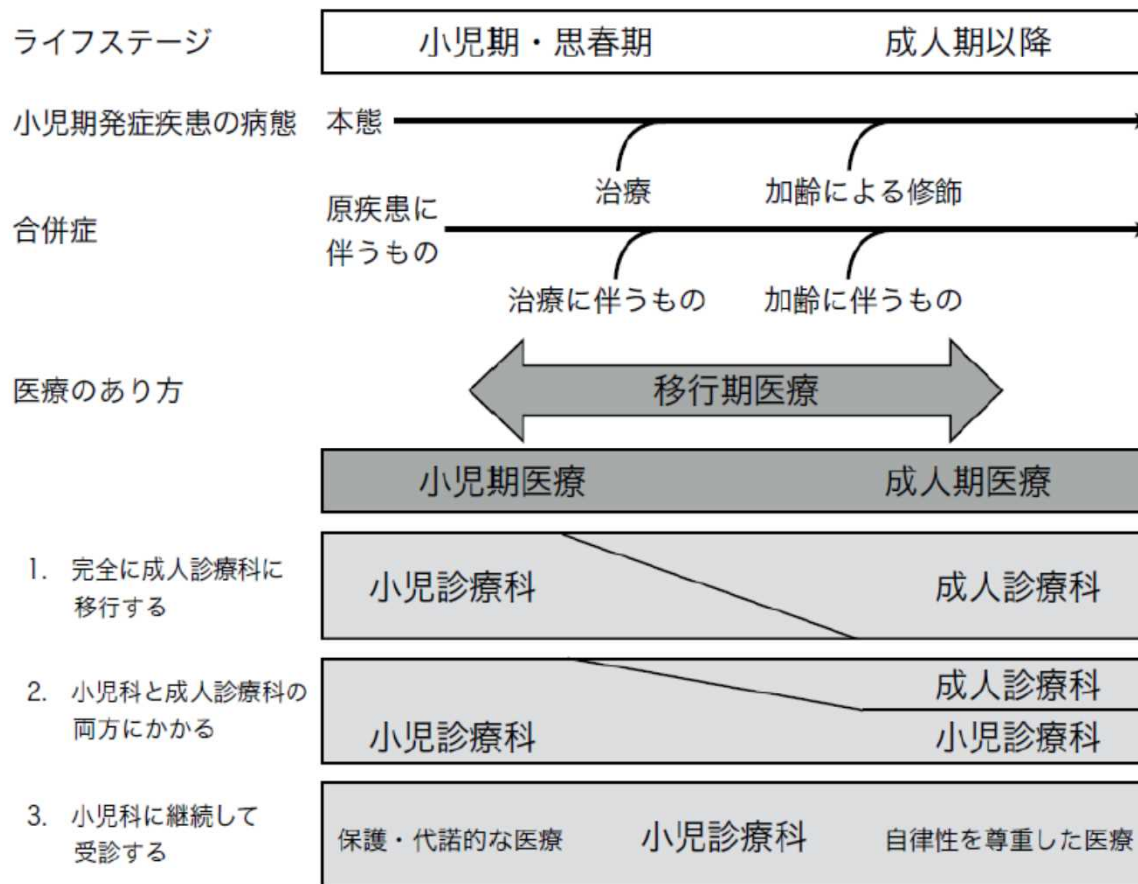 ライフステージ
小児期・思春期
成人期以降
小児期発症疾患の病態
本態
治療
加齢による修飾
合併症
原疾患に
伴うもの
治療に伴うもの
加齢に伴うもの
医療のあり方
移行期医療
小児期医療
成人期医療
1. 完全に成人診療科に
移行する
小児診療科
成人診療科
2. 小児科と成人診療科の
両方にかかる
小児診療科
成人診療科
小児診療科
3. 小児科に継続して
受診する
保護・代諾的な医療
小児診療科
自律性を尊重した医療